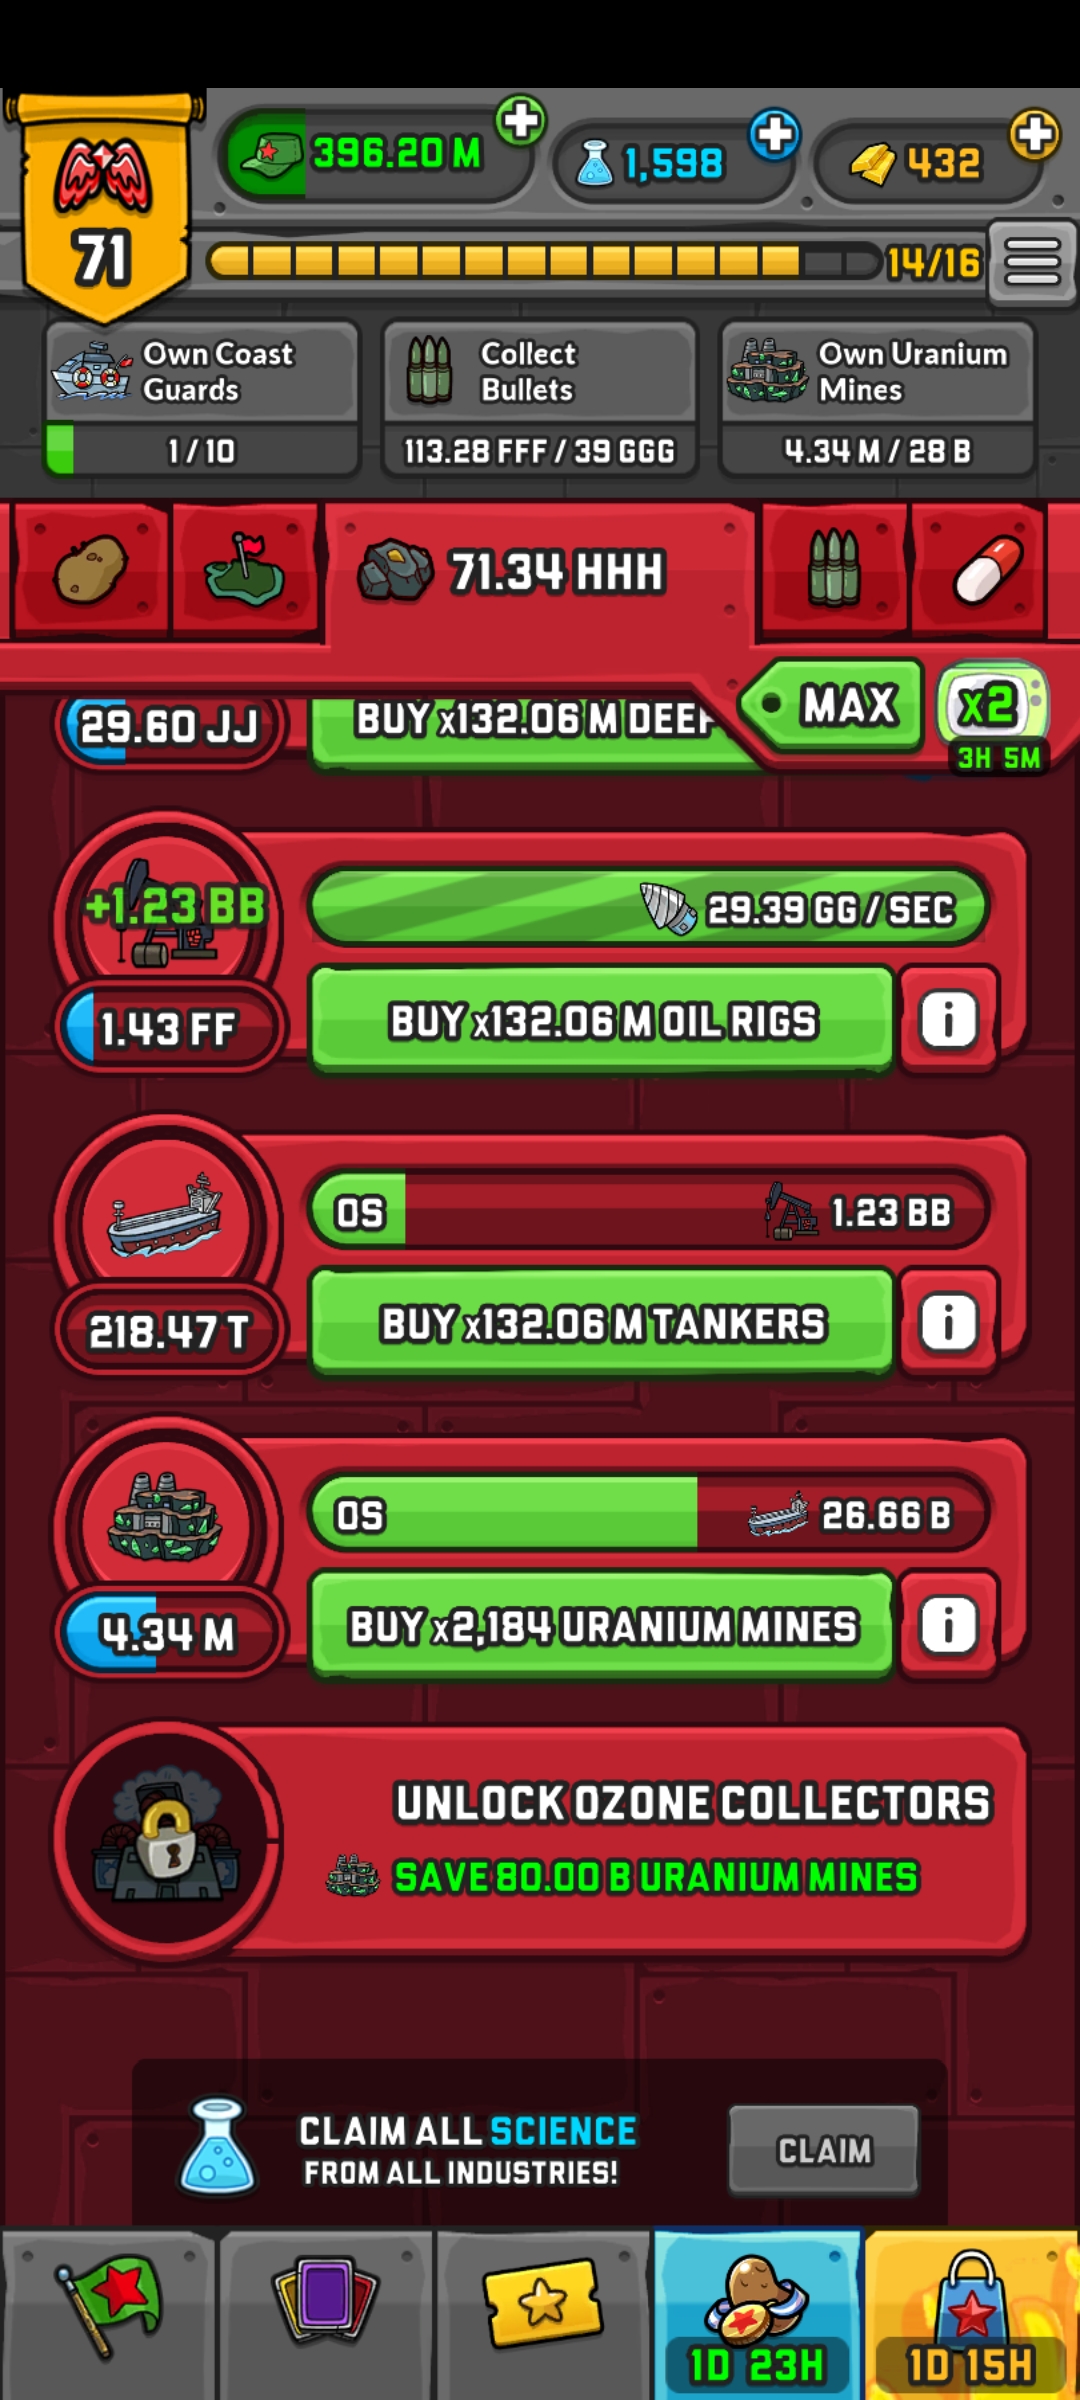 396.20 M
1,598
432
71
14/16
Own Coast
Guards
1 / 10
Collect
Bullets
113.28 FFF / 39 GGG
Own Uranium
Mines
4.34 M / 28 B
71.34 HHH
MAX
x2
3H 5M
29.60 JJ
BUY x132.06 M DEEP
+1.23 BB
29.39 GG / SEC
1.43 FF
BUY x132.06 M OIL RIGS
i
0S
1.23 BB
218.47 T
BUY x132.06 M TANKERS
i
0S
26.66 B
4.34 M
BUY x2,184 URANIUM MINES
i
UNLOCK OZONE COLLECTORS
SAVE 80.00 B URANIUM MINES
CLAIM ALL SCIENCE
FROM ALL INDUSTRIES!
CLAIM
1D 23H
1D 15H